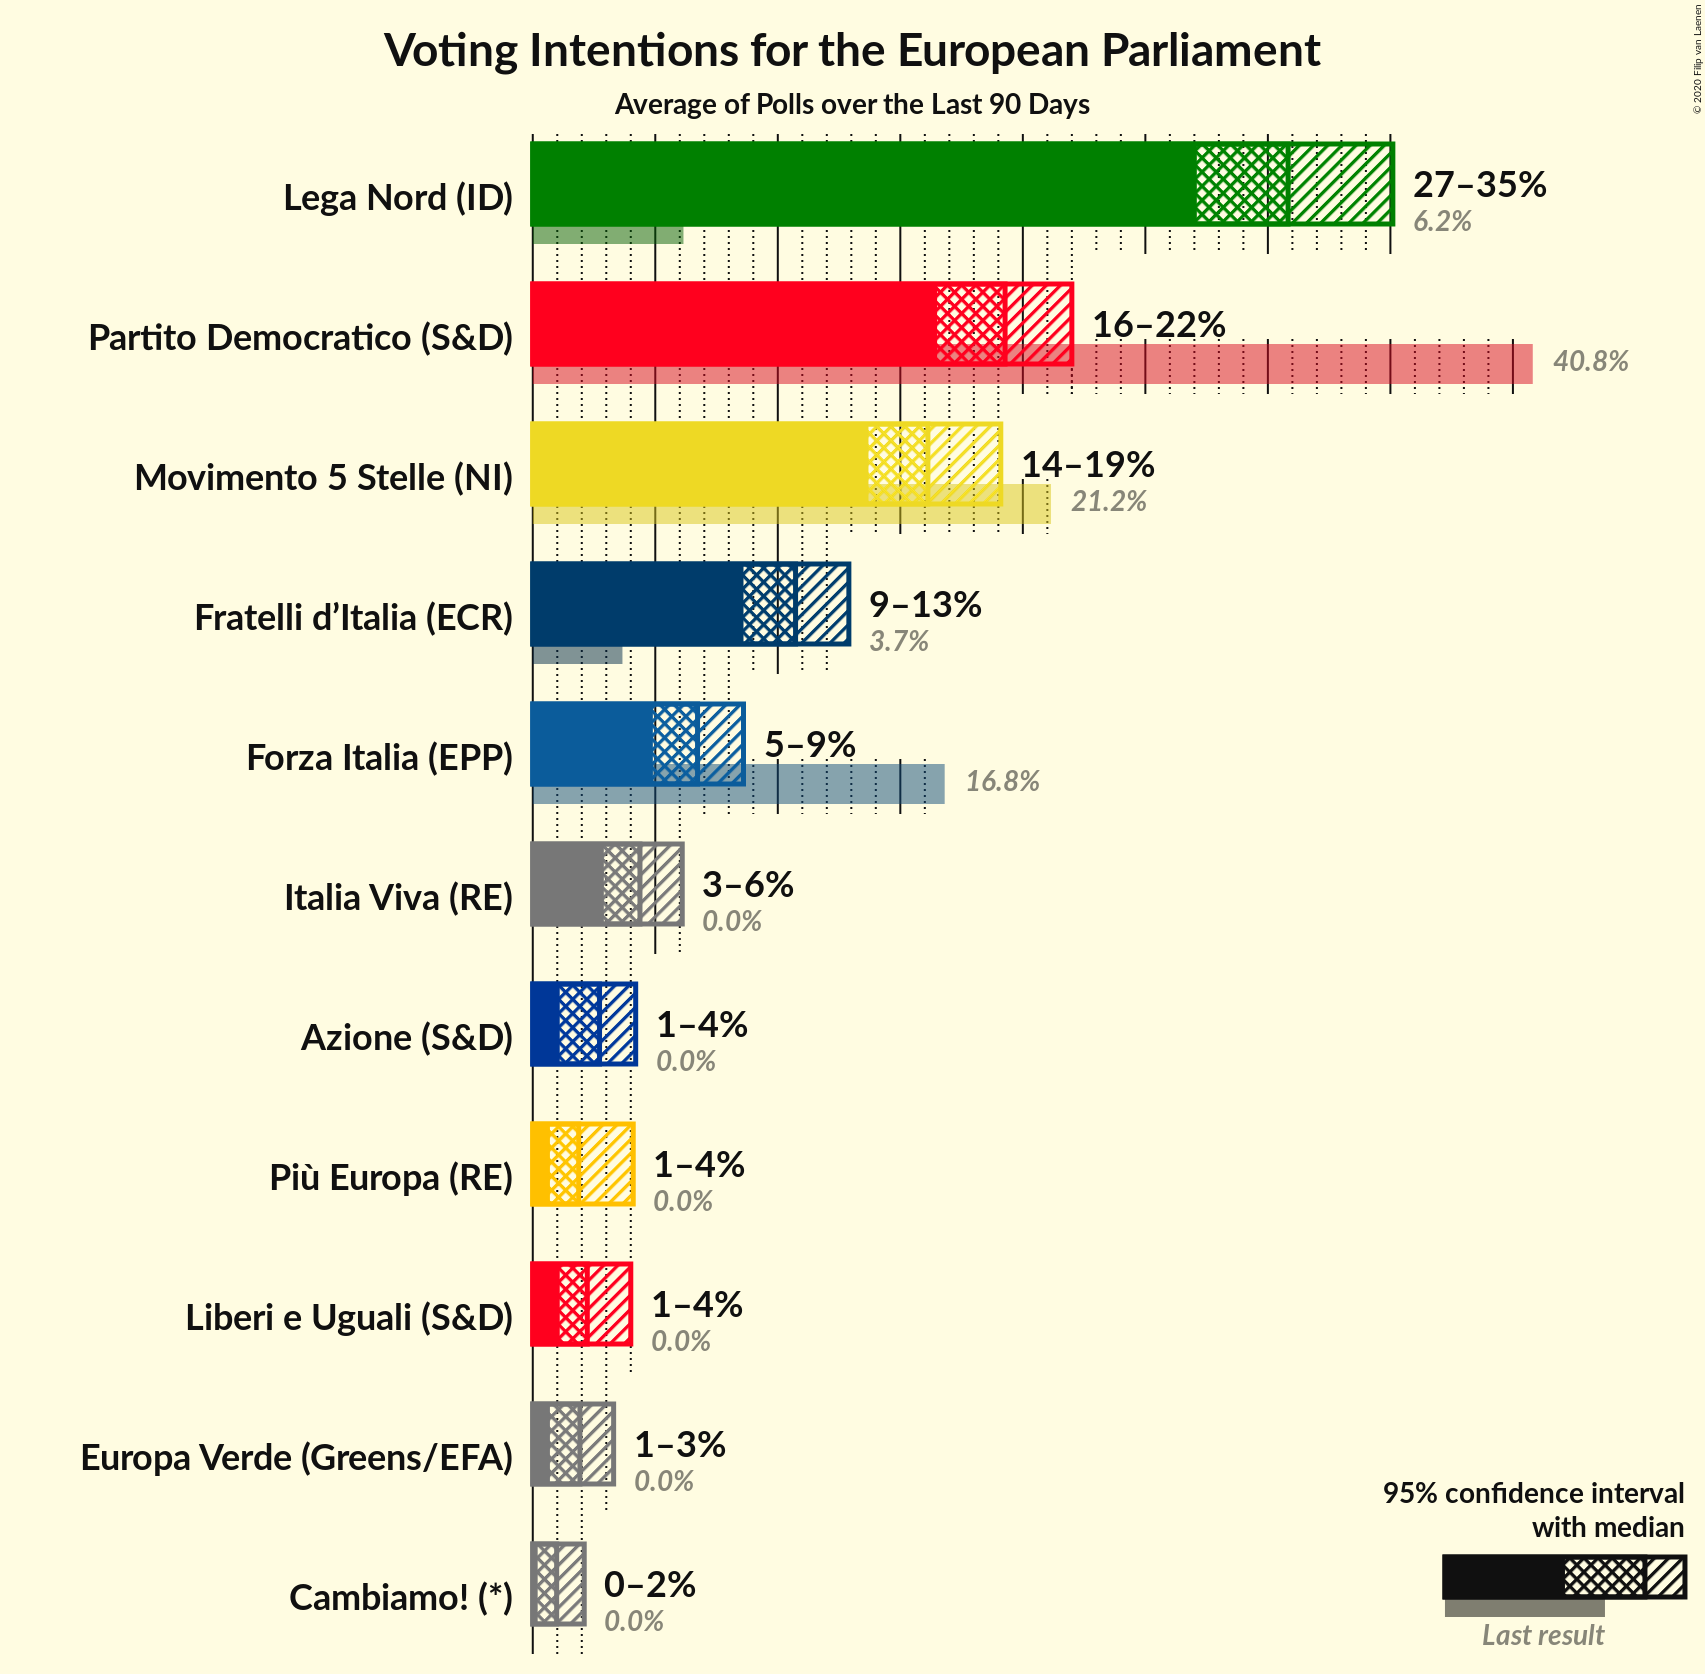 Voting Intentions for the European Parliament
Average of Polls over the Last 90 Days
© 2020 Filip van Laenen
Lega Nord (ID)
27–35%
6.2%
Partito Democratico (S&D)
16–22%
40.8%
Movimento 5 Stelle (NI)
14–19%
21.2%
Fratelli d’Italia (ECR)
9–13%
3.7%
Forza Italia (EPP)
5–9%
16.8%
Italia Viva (RE)
3–6%
0.0%
Azione (S&D)
1–4%
0.0%
Più Europa (RE)
1–4%
0.0%
Liberi e Uguali (S&D)
1–4%
0.0%
Europa Verde (Greens/EFA)
1–3%
0.0%
Cambiamo! (*)
0–2%
0.0%
95% confidence interval
with median
Last result